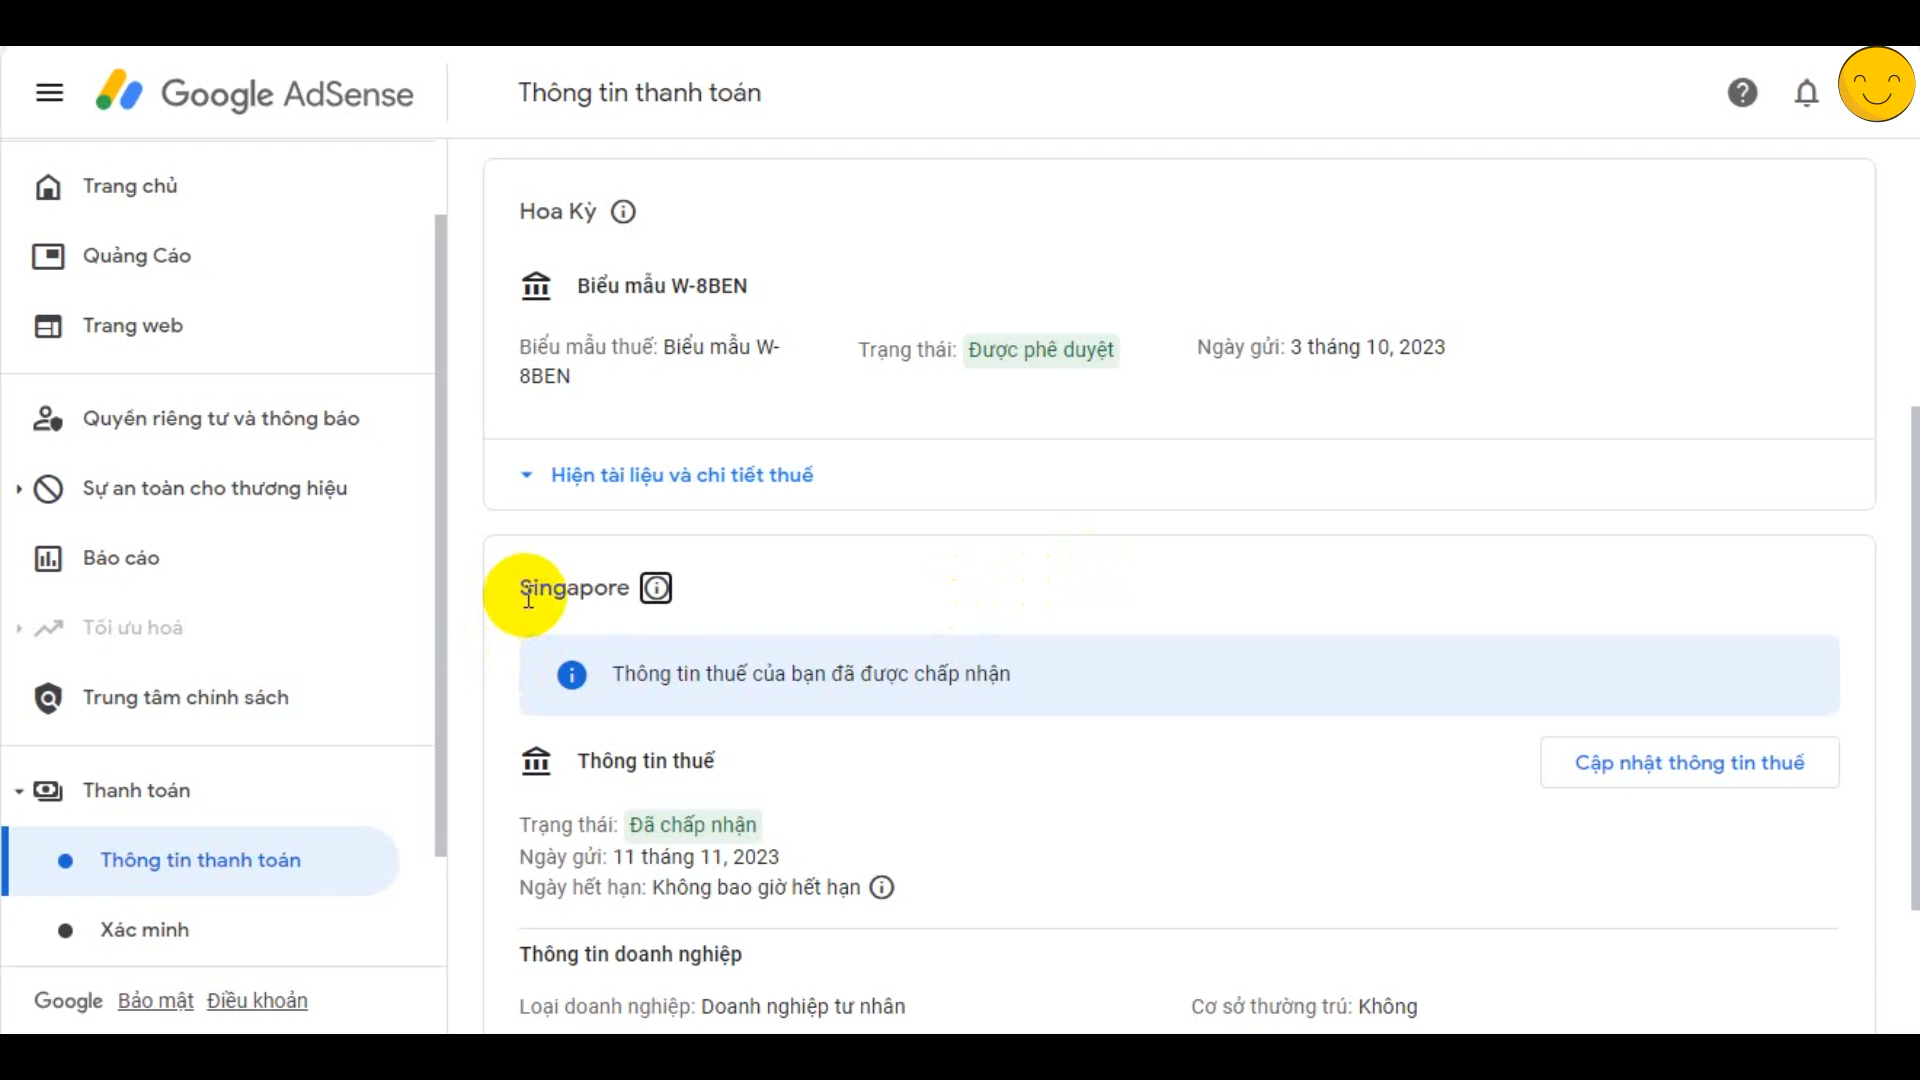 Google AdSense
Thông tin thanh toán
Trang chủ
Quảng Cáo
Trang web
Quyền riêng tư và thông báo
Sự an toàn cho thương hiệu
Báo cáo
Tối ưu hoá
Trung tâm chính sách
Thanh toán
Thông tin thanh toán
Xác minh
Google Bảo mật Điều khoản
Hoa Kỳ
Biểu mẫu W-8BEN
Biểu mẫu thuế: Biểu mẫu W-
8BEN
Trạng thái: Được phê duyệt
Ngày gửi: 3 tháng 10, 2023
Hiện tài liệu và chi tiết thuế
Singapore
Thông tin thuế của bạn đã được chấp nhận
Thông tin thuế
Cập nhật thông tin thuế
Trạng thái: Đã chấp nhận
Ngày gửi: 11 tháng 11, 2023
Ngày hết hạn: Không bao giờ hết hạn
Thông tin doanh nghiệp
Loại doanh nghiệp: Doanh nghiệp tư nhân
Cơ sở thường trú: Không